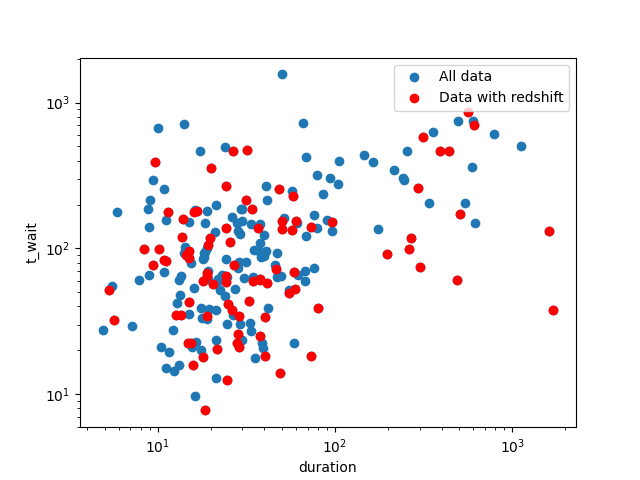 All data
Data with redshift
10³
10²
10¹
t_wait
10¹ 10² 10³
duration